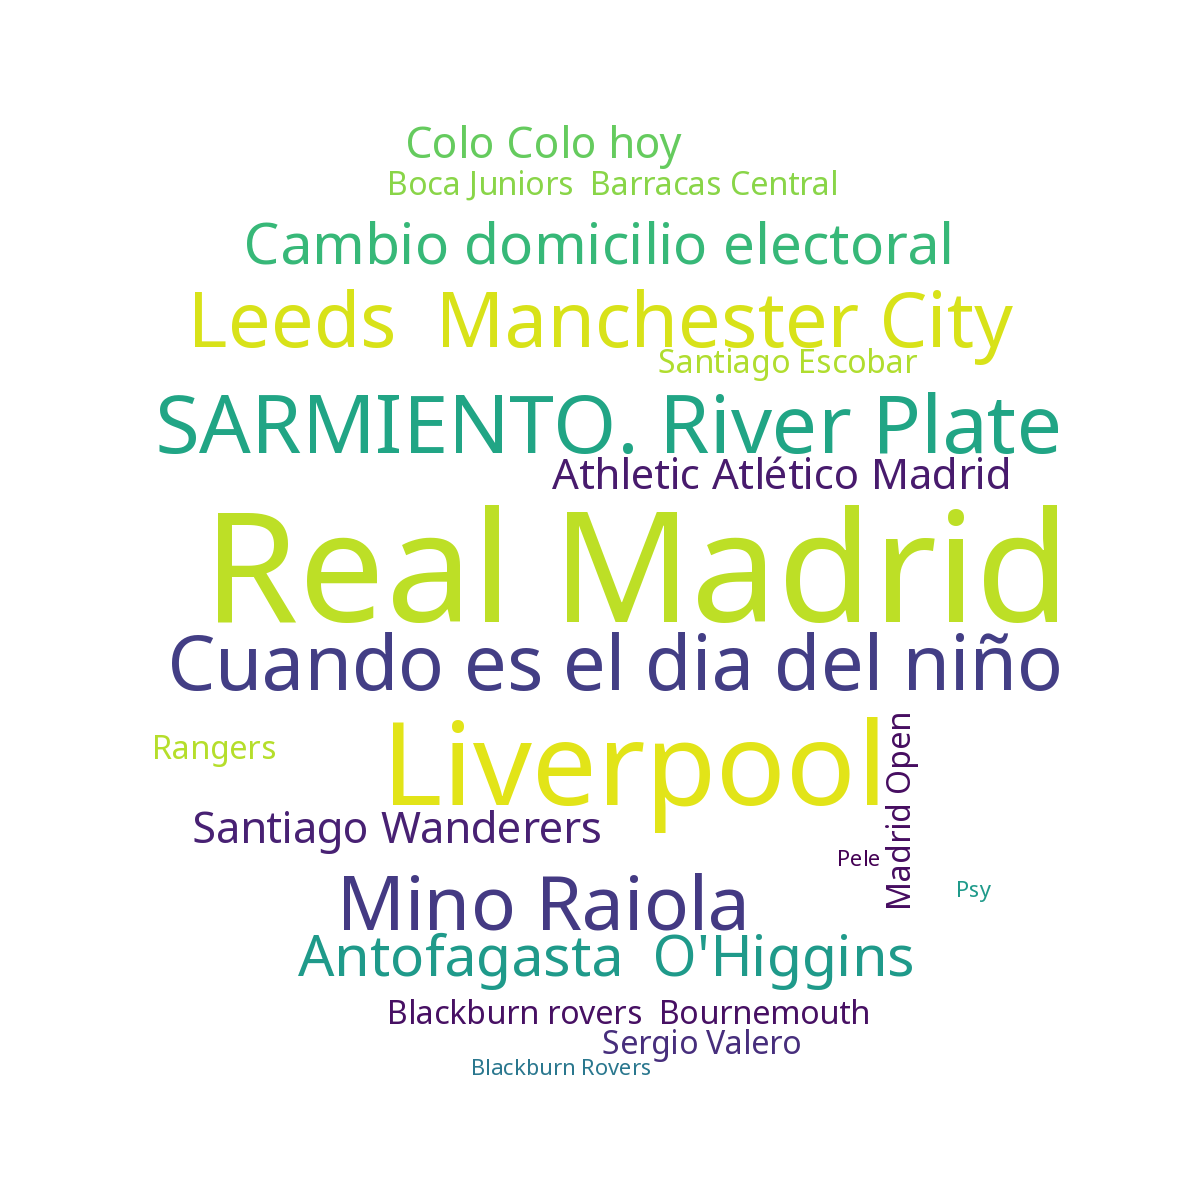 Colo Colo hoy
Boca Juniors  Barracas Central
Cambio domicilio electoral
Leeds  Manchester City
Santiago Escobar
SARMIENTO. River Plate
Athletic Atlético Madrid
Real Madrid
Cuando es el dia del niño
Liverpool
Madrid Open
Rangers
Santiago Wanderers
Pele
Psy
Mino Raiola
Antofagasta  O'Higgins
Blackburn rovers  Bournemouth
Sergio Valero
Blackburn Rovers